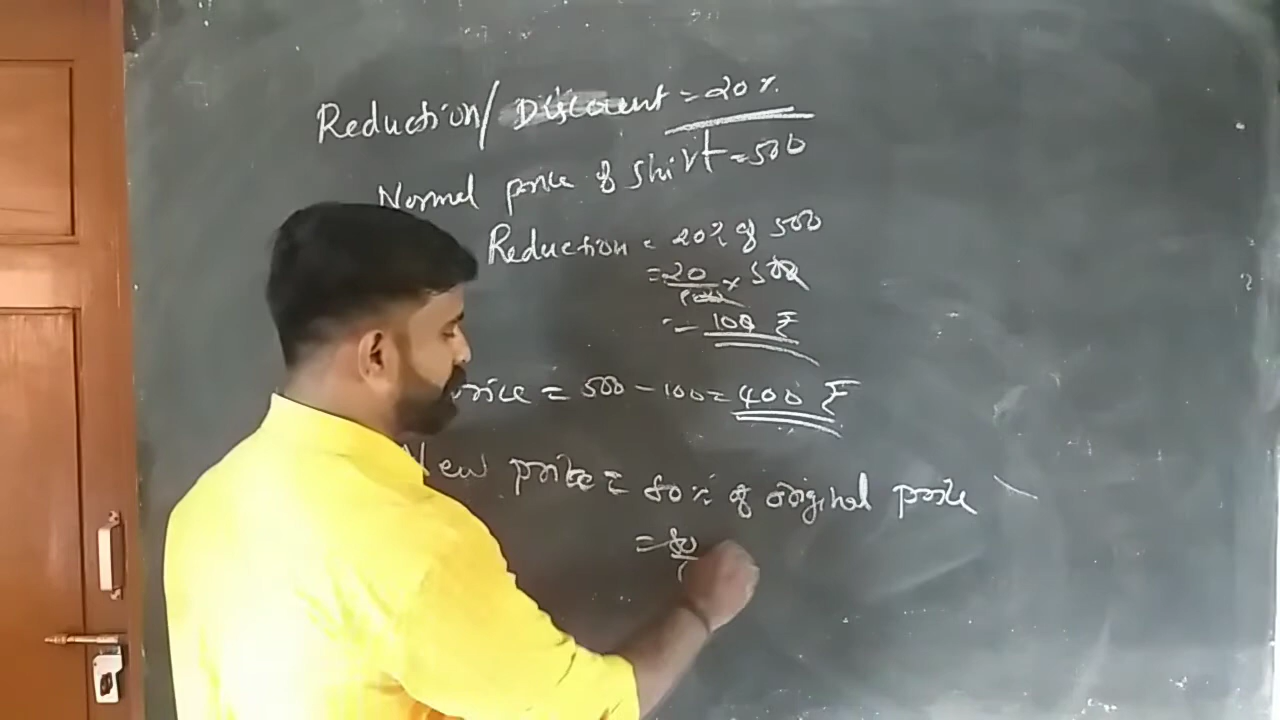 Reduction/ Discount = 20%
Normal price of Shirt = 500
Reduction = 20% of 500
= 20/100 × 500
= 100 ₹
rice = 500 - 100 = 400 ₹
New price = 80% of original price
= 80